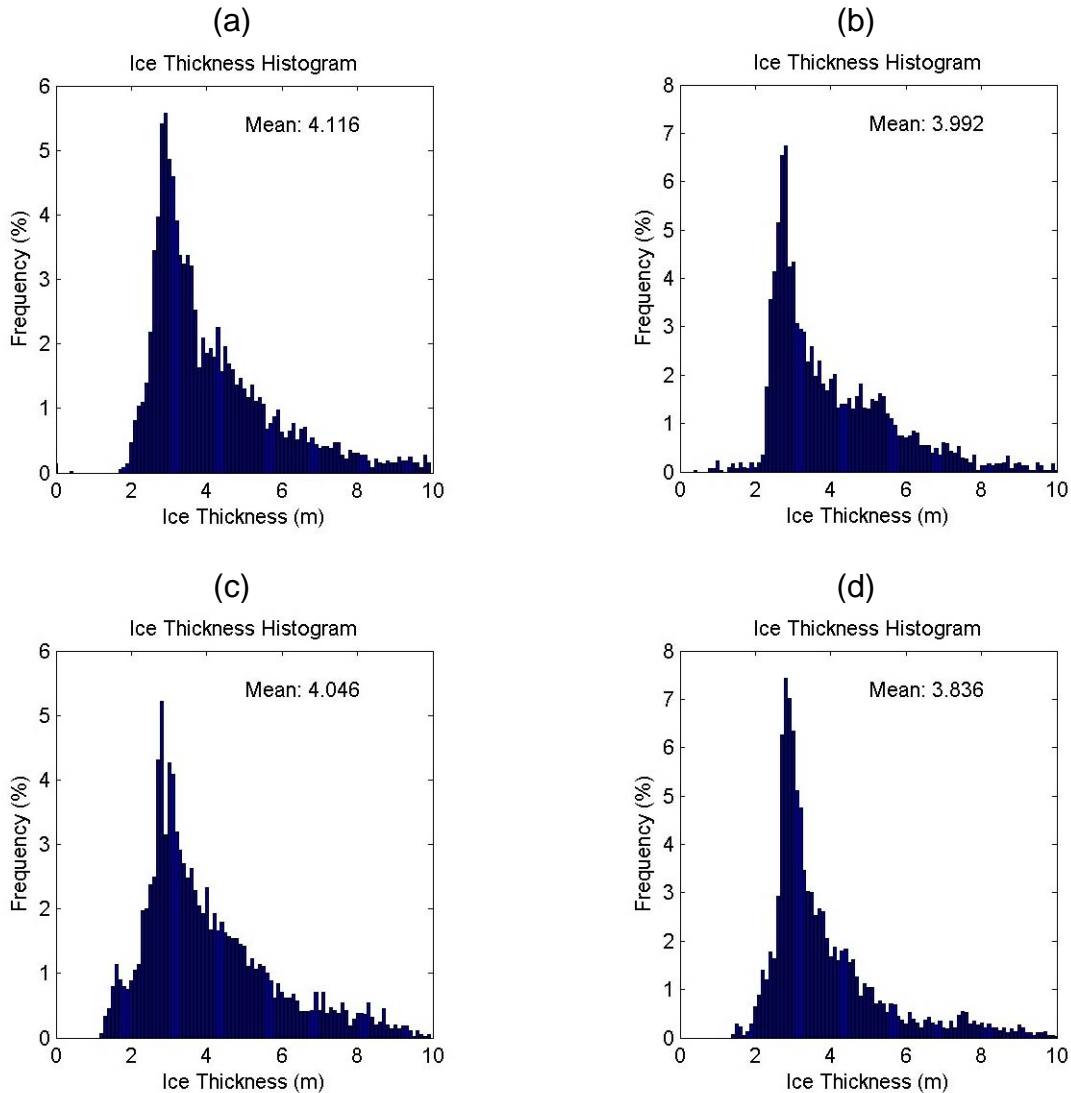 (a)
Ice Thickness Histogram
Mean: 4.116
Frequency (%)
6
5
4
3
2
1
0
0 2 4 6 8 10
Ice Thickness (m)
(b)
Ice Thickness Histogram
Mean: 3.992
Frequency (%)
8
7
6
5
4
3
2
1
0
0 2 4 6 8 10
Ice Thickness (m)
(c)
Ice Thickness Histogram
Mean: 4.046
Frequency (%)
6
5
4
3
2
1
0
0 2 4 6 8 10
Ice Thickness (m)
(d)
Ice Thickness Histogram
Mean: 3.836
Frequency (%)
8
7
6
5
4
3
2
1
0
0 2 4 6 8 10
Ice Thickness (m)